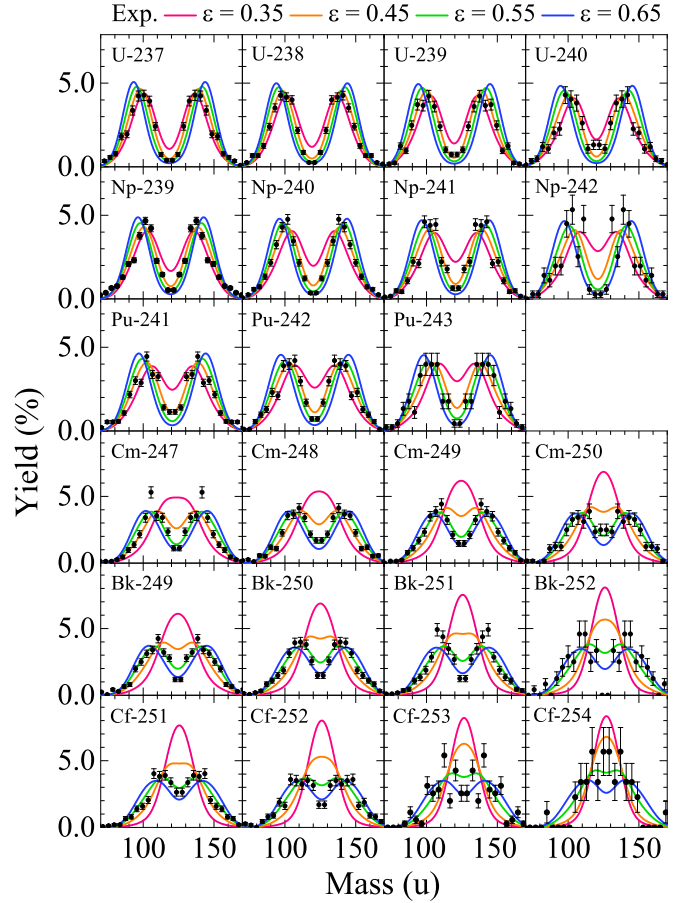 Exp. ε = 0.35 ε = 0.45 ε = 0.55 ε = 0.65
U-237 U-238 U-239 U-240
5.0
0.0
Np-239 Np-240 Np-241 Np-242
5.0
0.0
Pu-241 Pu-242 Pu-243
5.0
0.0
Yield (%)
Cm-247 Cm-248 Cm-249 Cm-250
5.0
0.0
Bk-249 Bk-250 Bk-251 Bk-252
5.0
0.0
Cf-251 Cf-252 Cf-253 Cf-254
5.0
0.0
100 150 100 150 100 150 100 150
Mass (u)